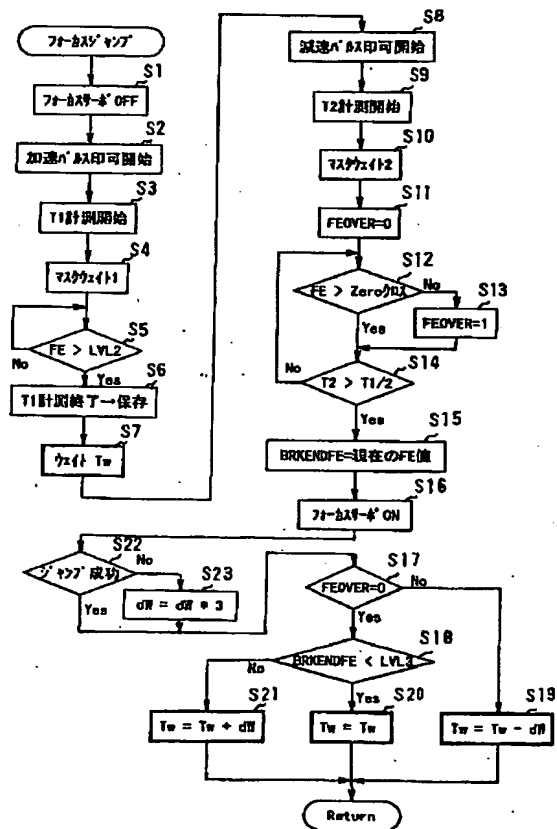 フォーカスジャンプ
S1
フォーカスサーボOFF
S2
加速パルス印可開始
S3
T1計測開始
S4
マスクウェイト1
S5
FE > LVL2
No
Yes
S6
T1計測終了→保存
S7
ウェイト Tw
S8
減速パルス印可開始
S9
T2計測開始
S10
マスクウェイト2
S11
FEOVER=0
S12
FE > Zeroクロス
No
Yes
S13
FEOVER=1
S14
T2 > T1/2
No
Yes
S15
BRKENDFE=現在のFE値
S16
フォーカスサーボON
S22
ジャンプ成功
No
Yes
S23
dW = dW * 3
S17
FEOVER=0
No
Yes
S18
BRKENDFE < LVL3
No
Yes
S21
Tw = Tw + dW
S20
Tw = Tw
S19
Tw = Tw - dW
Return